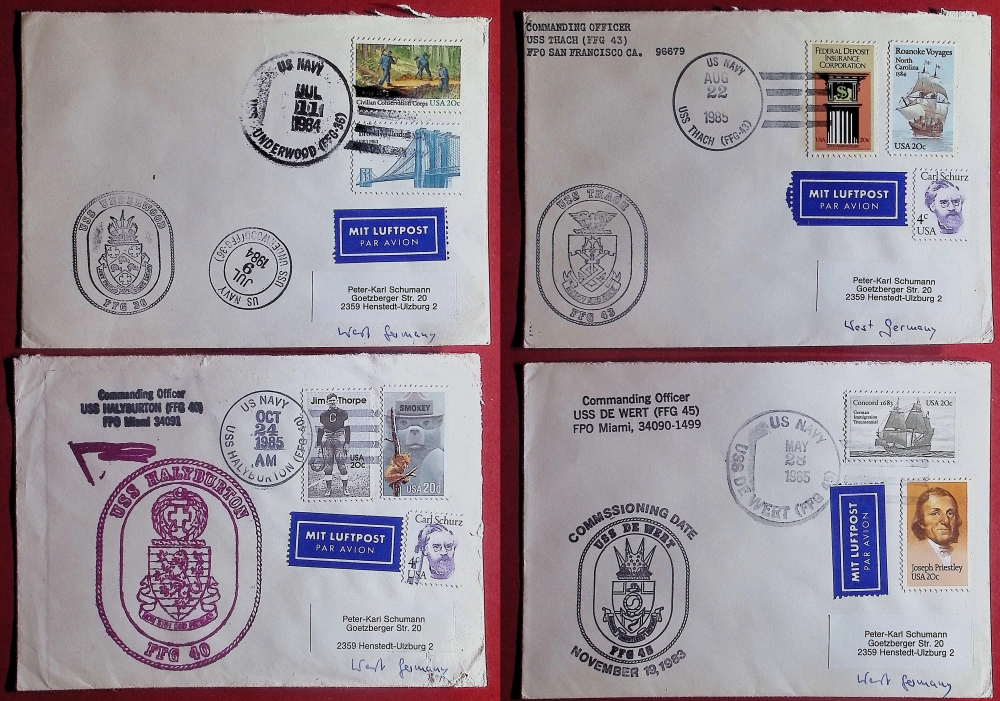 US NAVY
JUL
11
1984
UNDERWOOD (FFG-36)
Civilian Conservation Corps USA 20c
Brooklyn Bridge
MIT LUFTPOST
PAR AVION
USS UNDERWOOD
FFG 36
USS UNDERWOOD (FFG-36)
JUL
9
1984
US NAVY
Peter-Karl Schumann
Goetzberger Str. 20
2359 Henstedt-Ulzburg 2
West Germany
COMMANDING OFFICER
USS THACH (FFG 43)
FPO SAN FRANCISCO CA. 96679
US NAVY
AUG
22
1985
USS THACH (FFG-43)
FEDERAL DEPOSIT
INSURANCE
CORPORATION
$
USA 20c
Roanoke Voyages
North
Carolina
1584
USA 20c
MIT LUFTPOST
PAR AVION
Carl Schurz
4c
USA
USS THACH
FFG 43
Peter-Karl Schumann
Goetzberger Str. 20
2359 Henstedt-Ulzburg 2
West Germany
Commanding Officer
USS HALYBURTON (FFG 40)
FPO Miami 34091
US NAVY
OCT
24
1985
AM
USS HALYBURTON (FFG-40)
Jim Thorpe
C
USA
20c
SMOKEY
USA 20c
MIT LUFTPOST
PAR AVION
Carl Schurz
4c
USA
USS HALYBURTON
FFG 40
Peter-Karl Schumann
Goetzberger Str. 20
2359 Henstedt-Ulzburg 2
West Germany
Commanding Officer
USS DE WERT (FFG 45)
FPO Miami, 34090-1499
US NAVY
MAY
28
1985
USS DE WERT (FFG
Concord 1683 USA 20c
German
Immigration
Tricentennial
MIT LUFTPOST
PAR AVION
Joseph Priestley
USA 20c
COMMSSIONING DATE
USS DE WERT
FFG 45
NOVEMBER 19,1983
Peter-Karl Schumann
Goetzberger Str. 20
2359 Henstedt-Ulzburg 2
West Germany